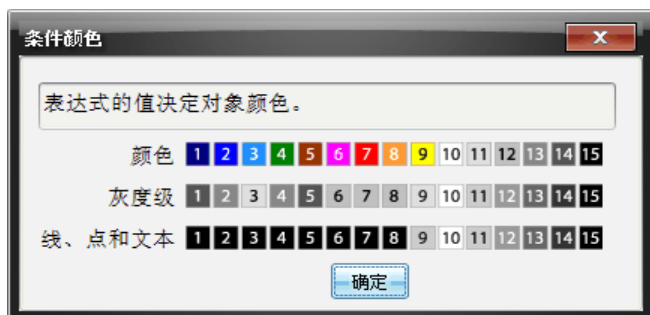 条件颜色
表达式的值决定对象颜色。
颜色 1 2 3 4 5 6 7 8 9 10 11 12 13 14 15
灰度级 1 2 3 4 5 6 7 8 9 10 11 12 13 14 15
线、点和文本 1 2 3 4 5 6 7 8 9 10 11 12 13 14 15
确定